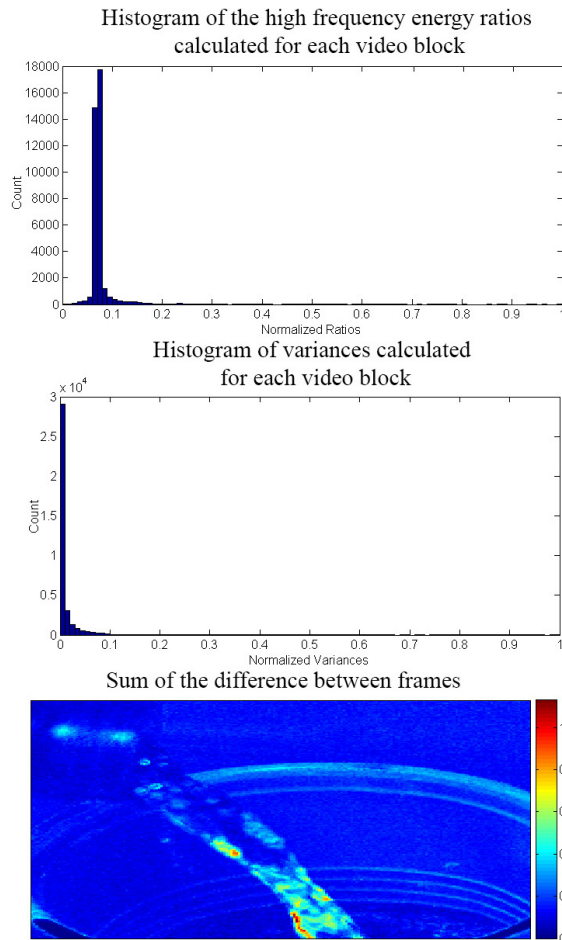 Histogram of the high frequency energy ratios
calculated for each video block
18000
16000
14000
12000
10000
8000
6000
4000
2000
0
Count
0 0.1 0.2 0.3 0.4 0.5 0.6 0.7 0.8 0.9 1
Normalized Ratios
Histogram of variances calculated
for each video block
x 10^4
3
2.5
2
1.5
1
0.5
0
Count
0 0.1 0.2 0.3 0.4 0.5 0.6 0.7 0.8 0.9 1
Normalized Variances
Sum of the difference between frames